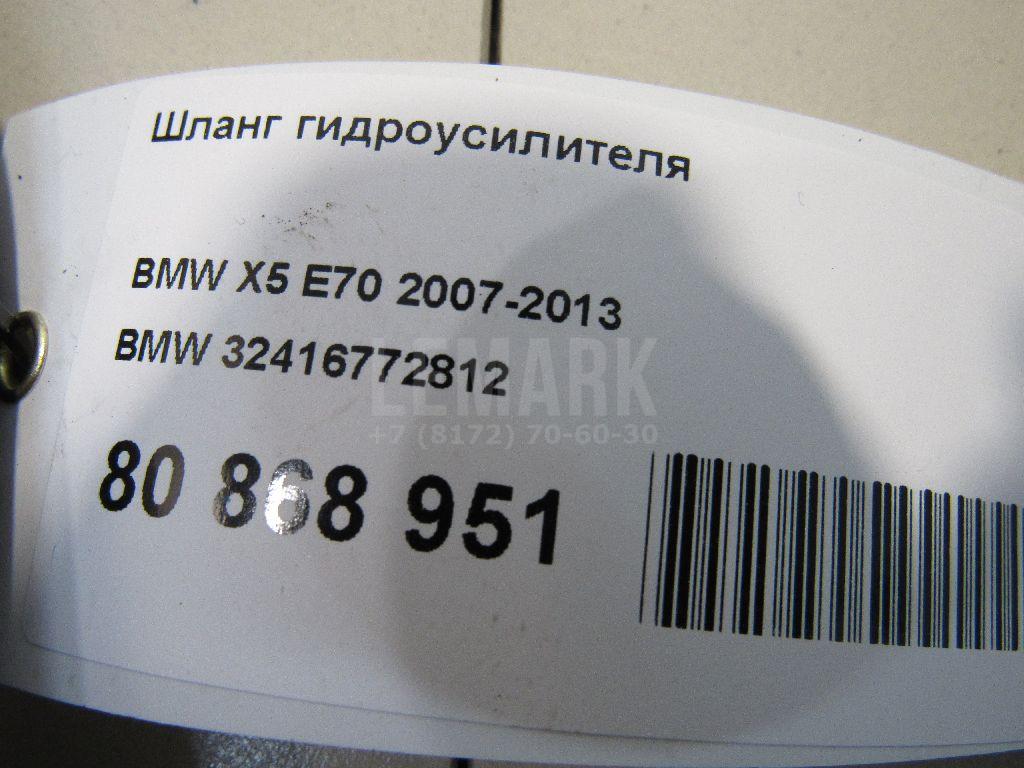 Шланг гидроусилителя
BMW X5 E70 2007-2013
BMW 32416772812
LEMARK
+7 (8172) 70-60-30
80 868 951